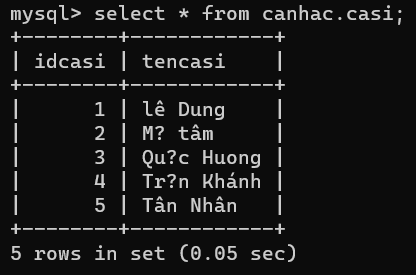 mysql> select * from canhac.casi;
+--------+------------+
| idcasi | tencasi    |
+--------+------------+
|      1 | lê Dung    |
|      2 | M? tâm     |
|      3 | Qu?c Huong |
|      4 | Tr?n Khánh |
|      5 | Tân Nhân   |
+--------+------------+
5 rows in set (0.05 sec)